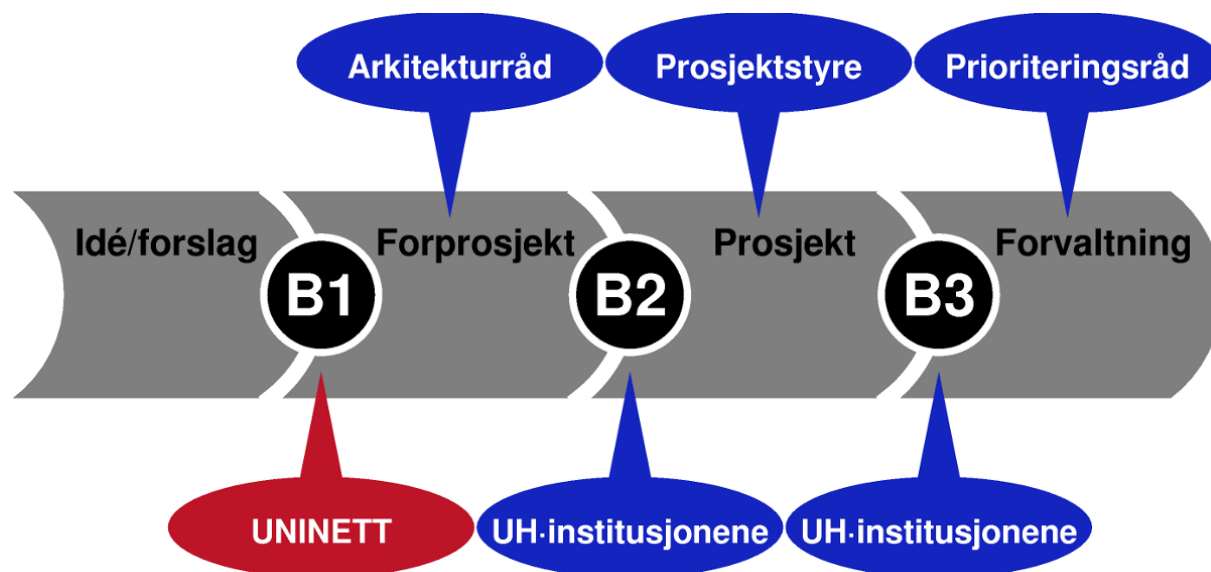 Arkitekturråd
Prosjektstyre
Prioriteringsråd
Idé/forslag
Forprosjekt
Prosjekt
Forvaltning
B1
B2
B3
UNINETT
UH-institusjonene
UH-institusjonene